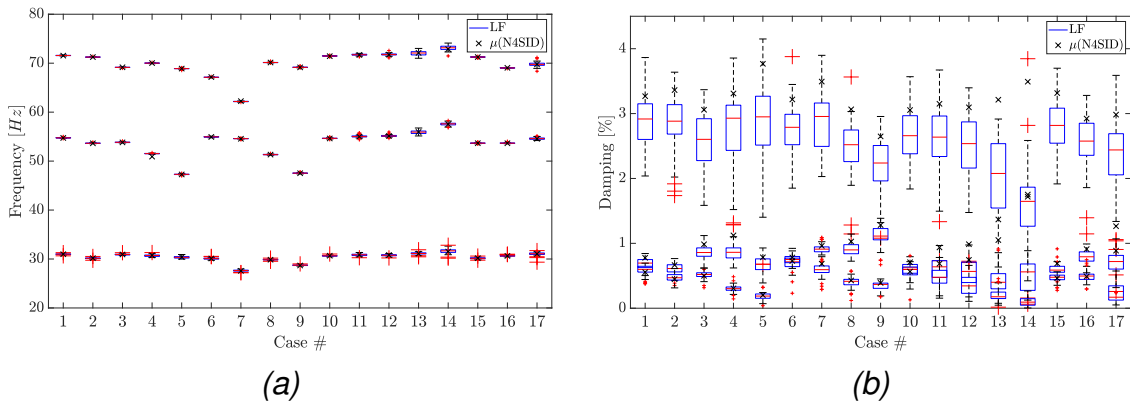 80
70
60
50
40
30
20
Frequency [Hz]
1 2 3 4 5 6 7 8 9 10 11 12 13 14 15 16 17
Case #
LF
μ(N4SID)
(a)
4
3
2
1
0
Damping [%]
1 2 3 4 5 6 7 8 9 10 11 12 13 14 15 16 17
Case #
LF
μ(N4SID)
(b)